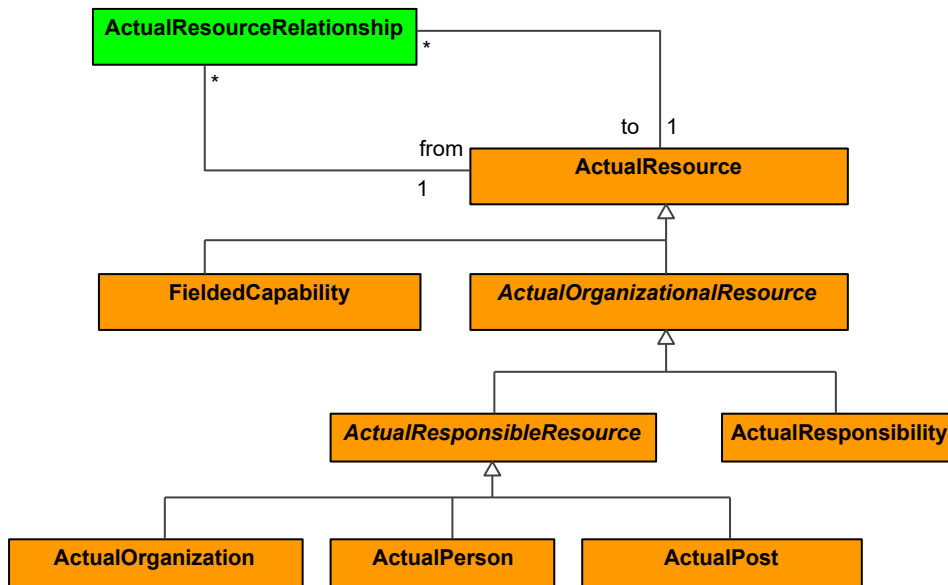 ActualResourceRelationship
*
*
to
1
from
1
ActualResource
FieldedCapability
ActualOrganizationalResource
ActualResponsibleResource
ActualResponsibility
ActualOrganization
ActualPerson
ActualPost